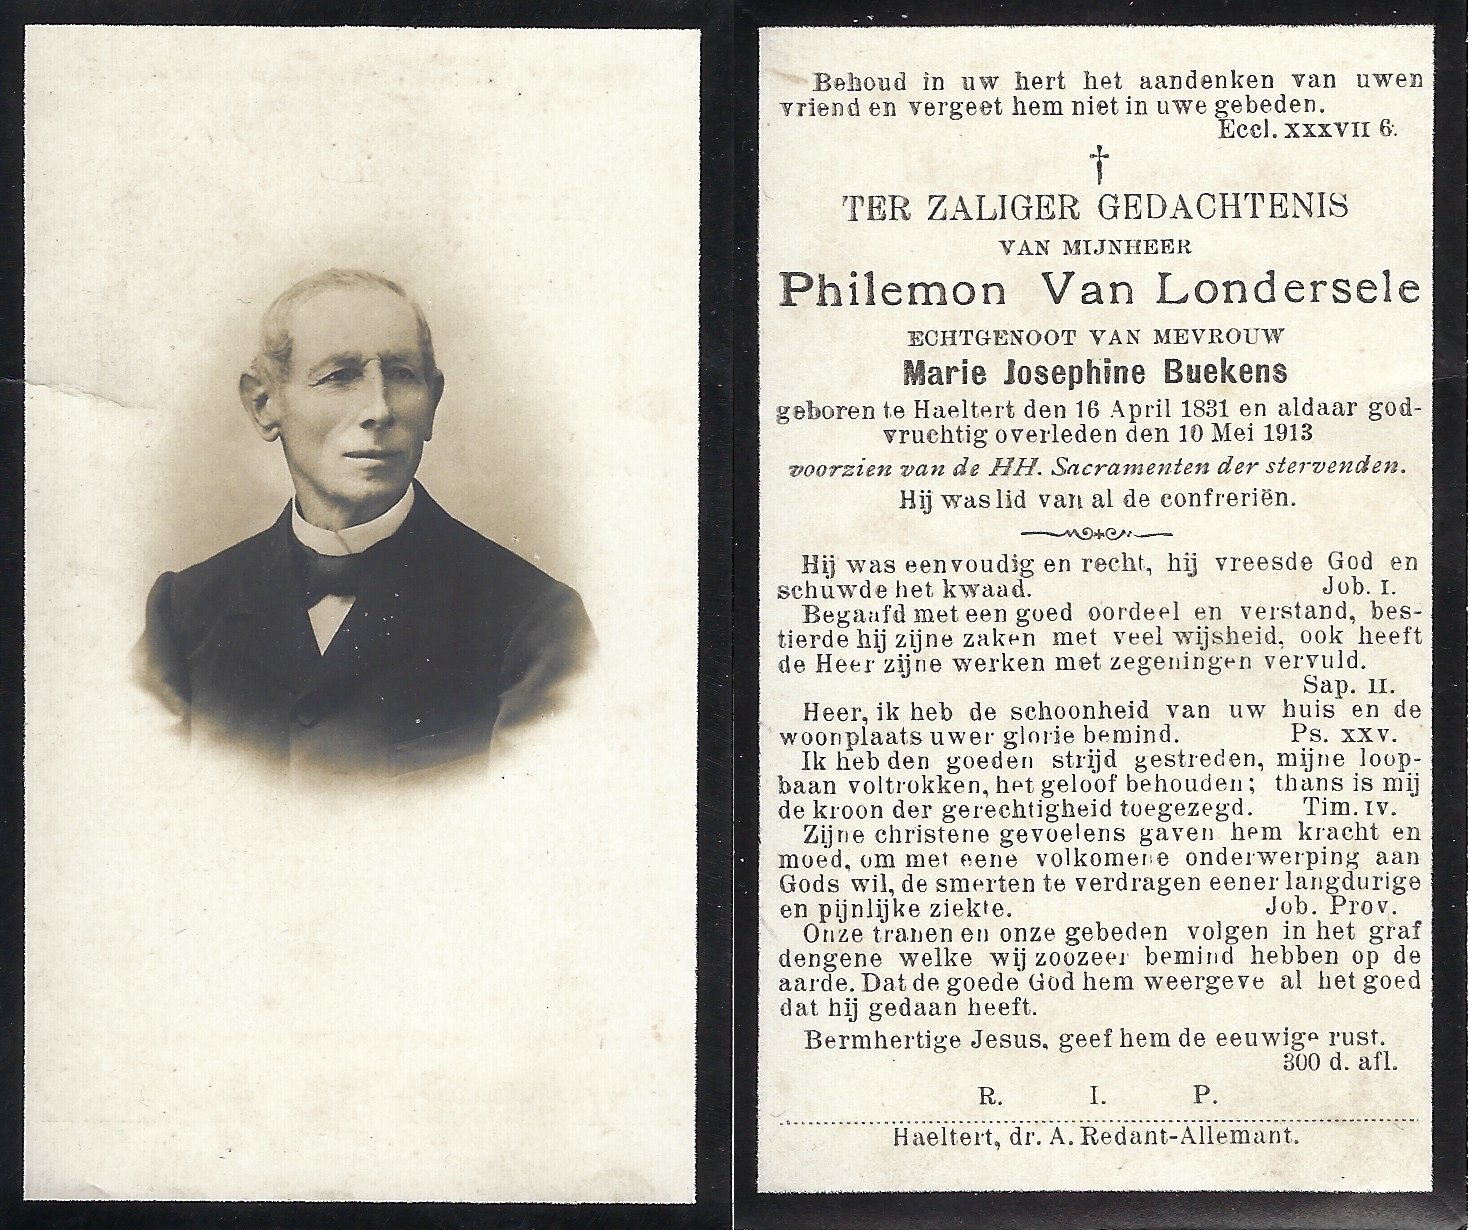 Behoud in uw hert het aandenken van uwen
vriend en vergeet hem niet in uwe gebeden.
Eccl. XXXVII 6.
†
TER ZALIGER GEDACHTENIS
VAN MIJNHEER
Philemon Van Londersele
ECHTGENOOT VAN MEVROUW
Marie Josephine Buekens
geboren te Haeltert den 16 April 1831 en aldaar god-
vruchtig overleden den 10 Mei 1913
voorzien van de HH. Sacramenten der stervenden.
Hij was lid van al de confreriën.
Hij was eenvoudig en recht, hij vreesde God en
schuwde het kwaad. Job. I.
Begaafd met een goed oordeel en verstand, bes-
tierde hij zijne zaken met veel wijsheid, ook heeft
de Heer zijne werken met zegeningen vervuld.
Sap. II.
Heer, ik heb de schoonheid van uw huis en de
woonplaats uwer glorie bemind. Ps. XXV.
Ik heb den goeden strijd gestreden, mijne loop-
baan voltrokken, het geloof behouden; thans is mij
de kroon der gerechtigheid toegezegd. Tim. IV.
Zijne christene gevoelens gaven hem kracht en
moed, om met eene volkomene onderwerping aan
Gods wil, de smerten te verdragen eener langdurige
en pijnlijke ziekte. Job. Prov.
Onze tranen en onze gebeden volgen in het graf
dengene welke wij zoozeer bemind hebben op de
aarde. Dat de goede God hem weergeve al het goed
dat hij gedaan heeft.
Bermhertige Jesus, geef hem de eeuwige rust.
300 d. afl.
R. I. P.
Haeltert, dr. A. Redant-Allemant.